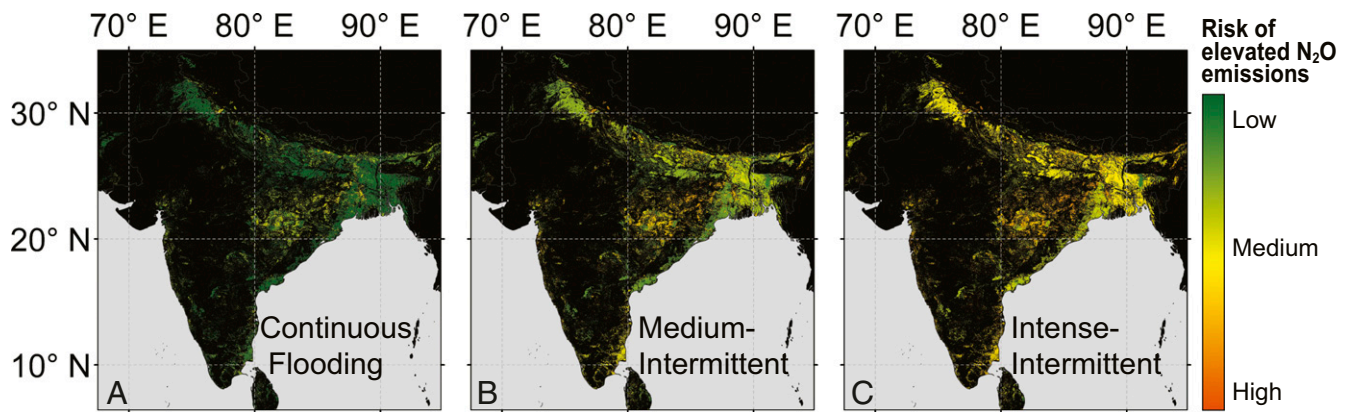 70° E 80° E 90° E 70° E 80° E 90° E 70° E 80° E 90° E
Risk of
elevated N₂O
emissions
30° N
20° N
10° N
Low
Medium
High
Continuous
Flooding
A
Medium-
Intermittent
B
Intense-
Intermittent
C